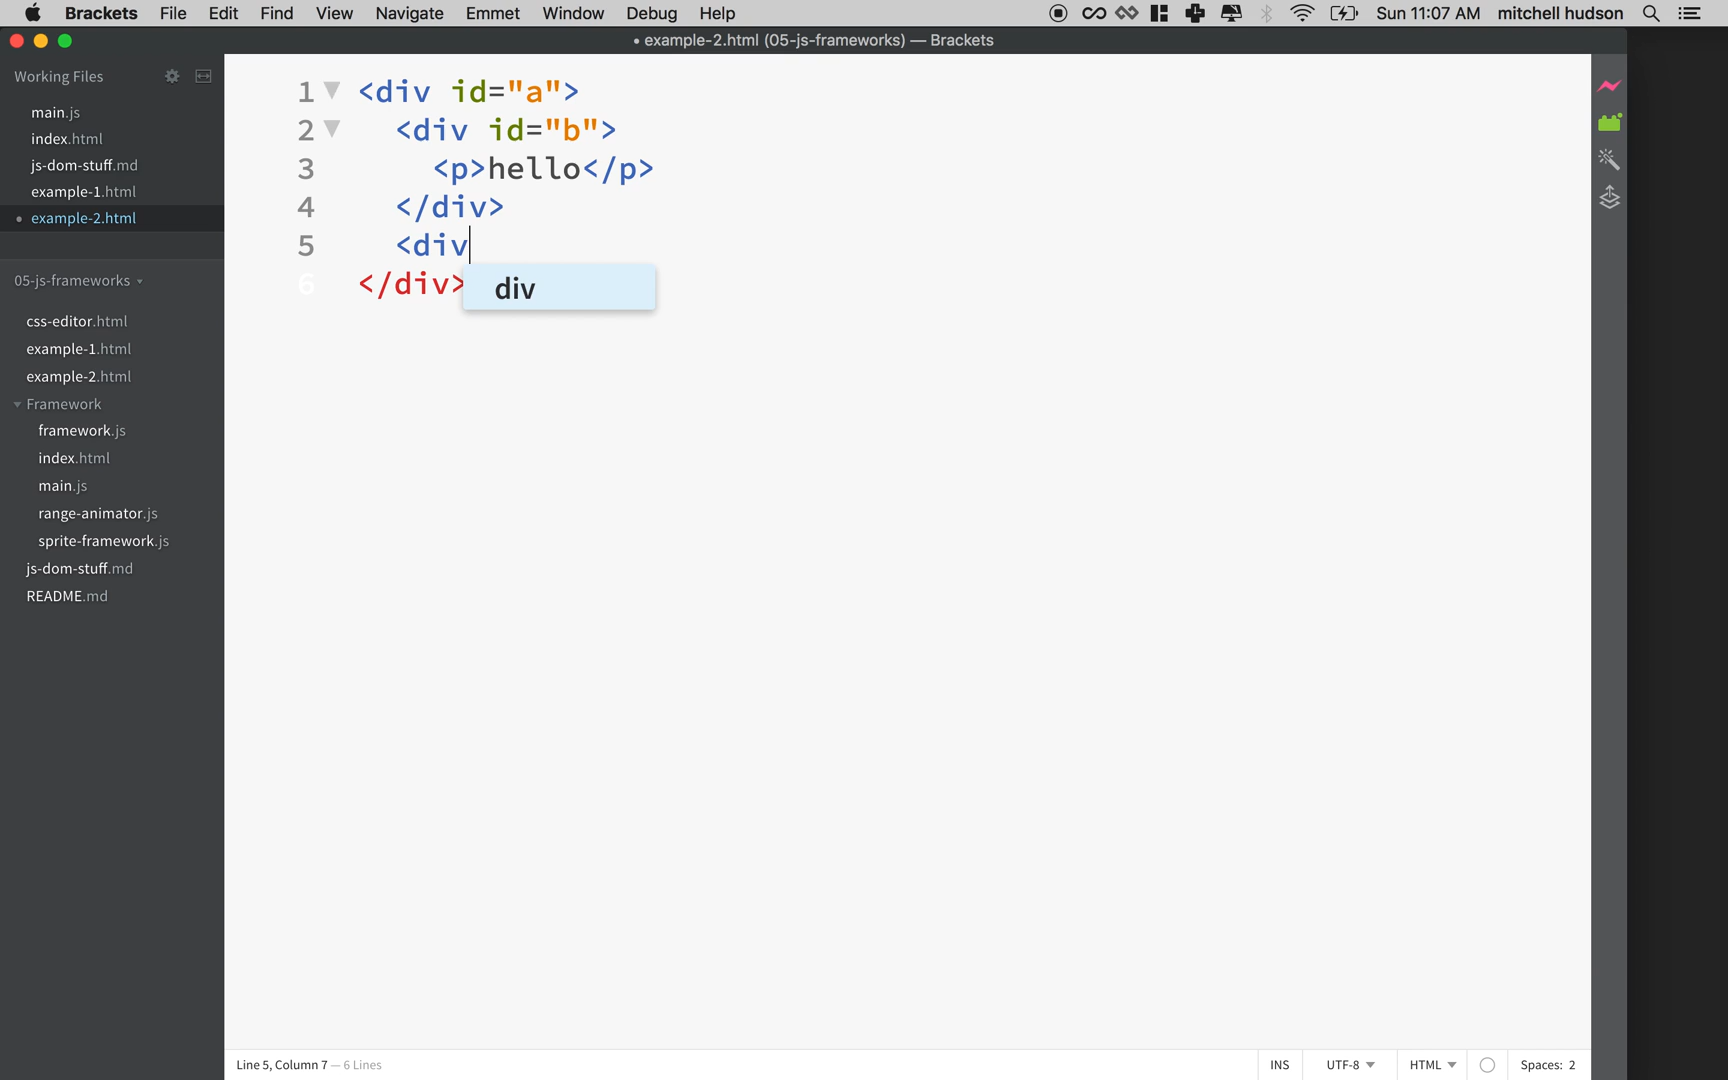 Brackets File Edit Find View Navigate Emmet Window Debug Help Sun 11:07 AM mitchell hudson
• example-2.html (05-js-frameworks) — Brackets
Working Files
main.js
index.html
js-dom-stuff.md
example-1.html
• example-2.html
05-js-frameworks
css-editor.html
example-1.html
example-2.html
Framework
framework.js
index.html
main.js
range-animator.js
sprite-framework.js
js-dom-stuff.md
README.md
1 <div id="a">
2 <div id="b">
3 <p>hello</p>
4 </div>
5 <div
6 </div>
div
Line 5, Column 7 — 6 Lines
INS UTF-8 HTML Spaces: 2